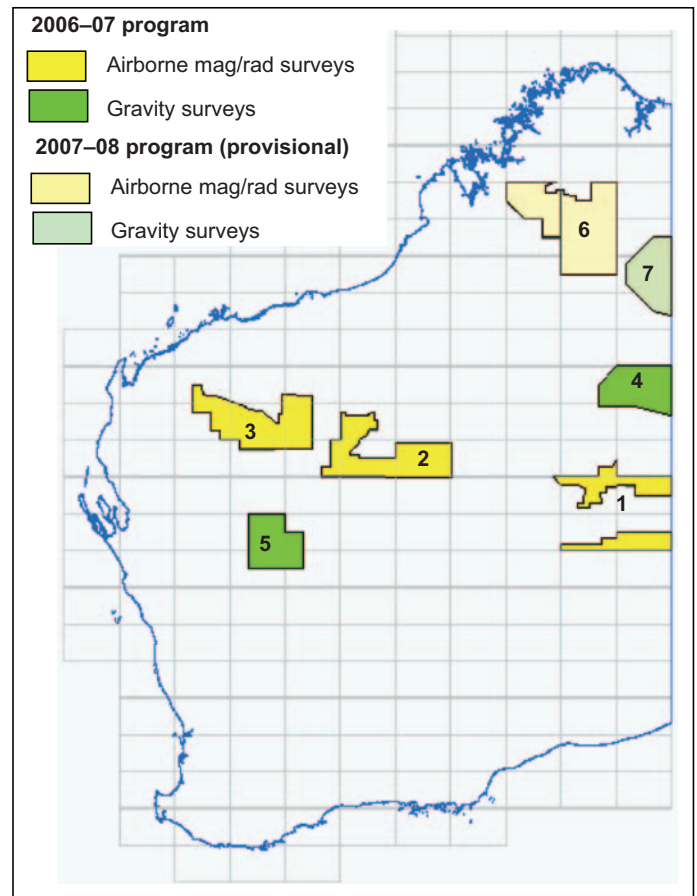 2006–07 program
Airborne mag/rad surveys
Gravity surveys
2007–08 program (provisional)
Airborne mag/rad surveys
Gravity surveys
6
7
4
3
2
1
5